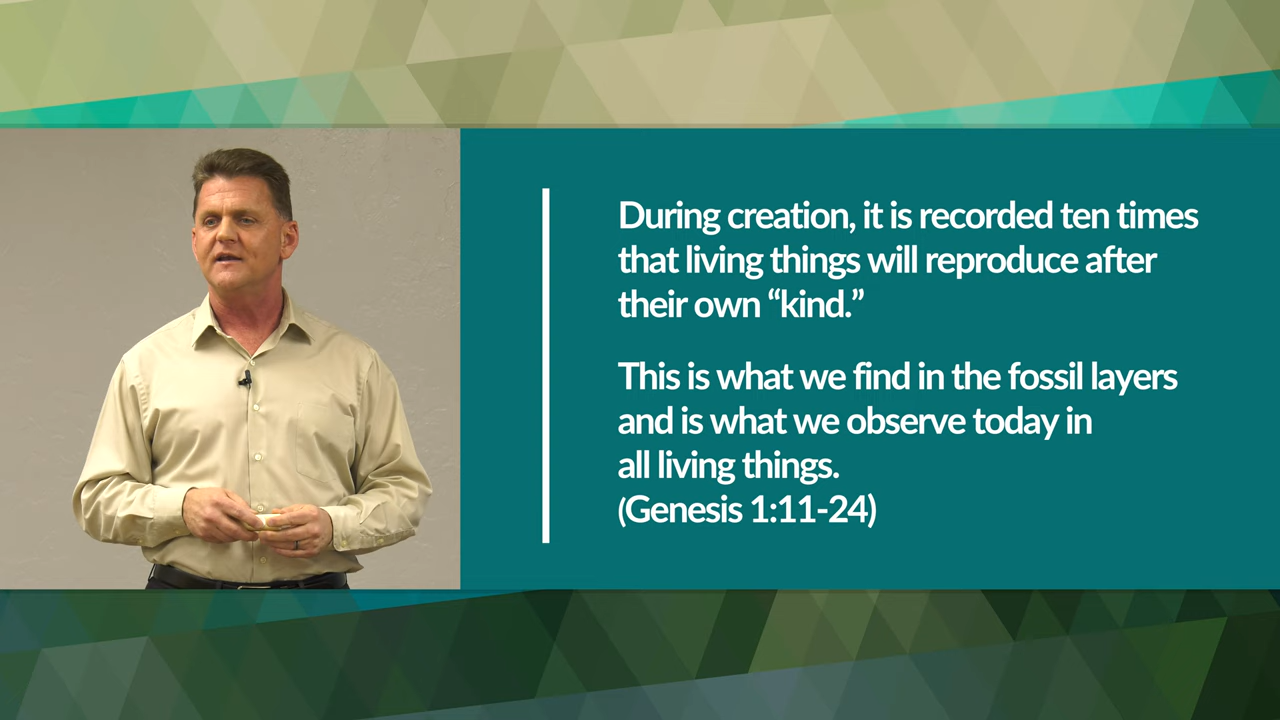 During creation, it is recorded ten times
that living things will reproduce after
their own “kind.”
This is what we find in the fossil layers
and is what we observe today in
all living things.
(Genesis 1:11-24)